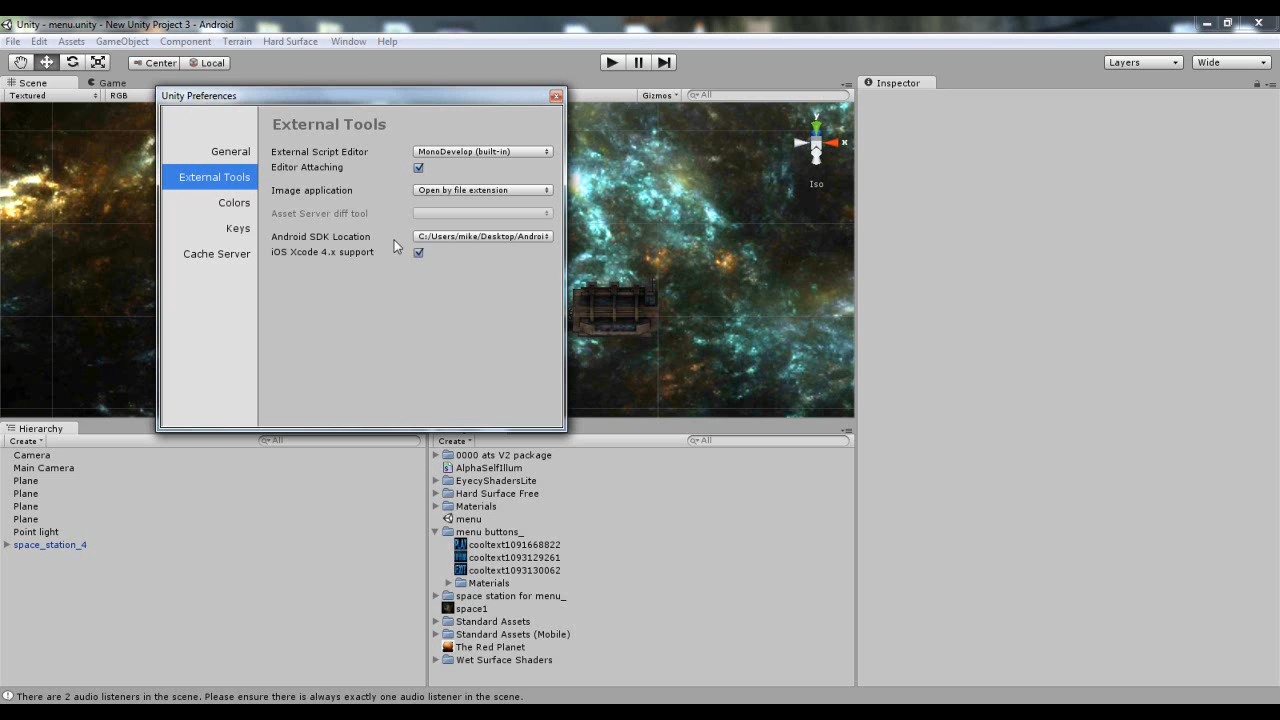 Unity - menu.unity - New Unity Project 3 - Android
File Edit Assets GameObject Component Terrain Hard Surface Window Help
Center Local Layers Wide
Scene Game Inspector
Textured RGB Gizmos All
Unity Preferences
General
External Tools
Colors
Keys
Cache Server
External Tools
External Script Editor MonoDevelop (built-in)
Editor Attaching
Image application Open by file extension
Asset Server diff tool
Android SDK Location C:/Users/mike/Desktop/Androi
iOS Xcode 4.x support
y
x
Iso
Hierarchy
Create All
Camera
Main Camera
Plane
Plane
Plane
Plane
Point light
space_station_4
Create All
0000 ats V2 package
AlphaSelfIllum
EyecyShadersLite
Hard Surface Free
Materials
menu
menu buttons_
cooltext1091668822
cooltext1093129261
cooltext1093130062
Materials
space station for menu_
space1
Standard Assets
Standard Assets (Mobile)
The Red Planet
Wet Surface Shaders
There are 2 audio listeners in the scene. Please ensure there is always exactly one audio listener in the scene.